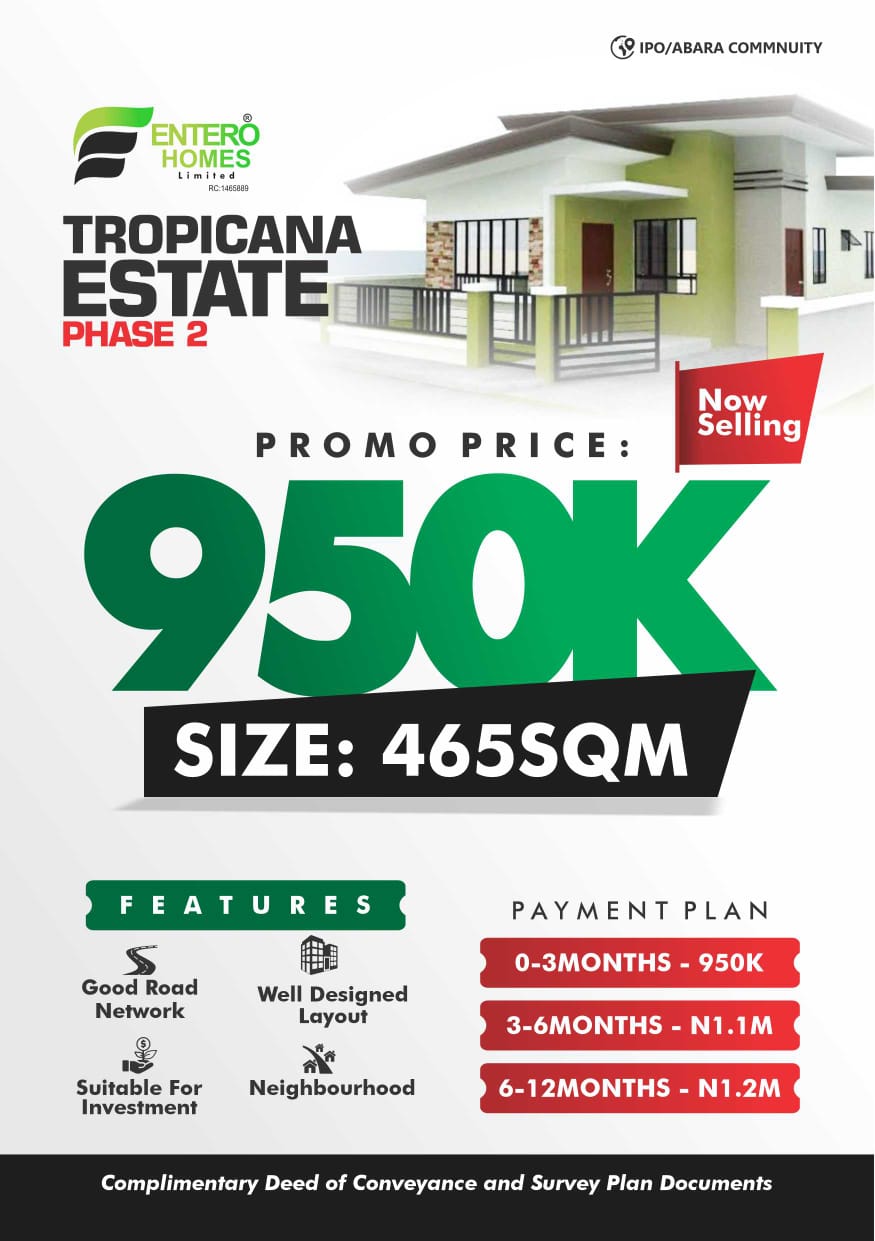 IPO/ABARA COMMNUITY
ENTERO®
HOMES
Limited
RC:1465889
TROPICANA
ESTATE
PHASE 2
Now
Selling
PROMO PRICE:
950K
SIZE: 465SQM
FEATURES
Good Road
Network
Well Designed
Layout
Suitable For
Investment
Neighbourhood
PAYMENT PLAN
0-3MONTHS - 950K
3-6MONTHS - N1.1M
6-12MONTHS - N1.2M
Complimentary Deed of Conveyance and Survey Plan Documents